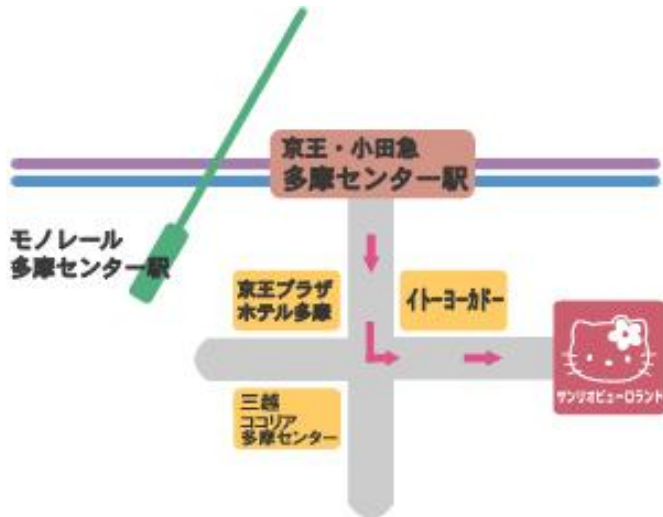 京王・小田急
多摩センター駅
モノレール
多摩センター駅
京王プラザ
ホテル多摩
イトーヨーカドー
三越
ココリア
多摩センター
サンリオピューロランド